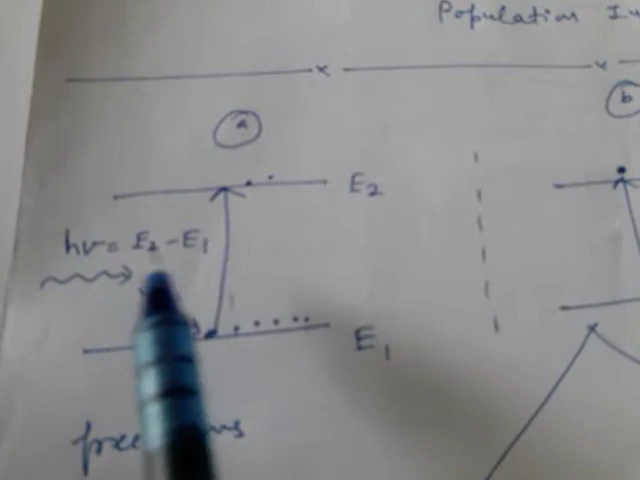 Population
a
b
E2
hν = E2 - E1
E1